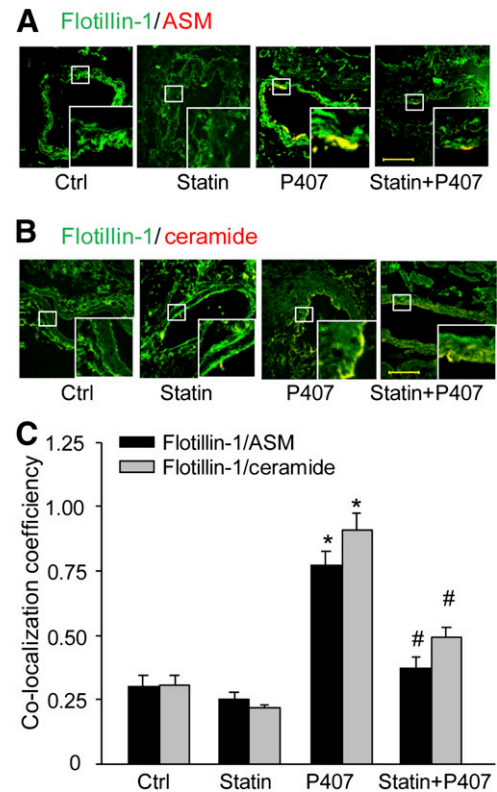 A Flotillin-1/ASM
Ctrl Statin P407 Statin+P407
B Flotillin-1/ceramide
Ctrl Statin P407 Statin+P407
C
1.25
1.00
0.75
0.50
0.25
0
Co-localization coefficiency
Flotillin-1/ASM
Flotillin-1/ceramide
* *
# #
Ctrl Statin P407 Statin+P407